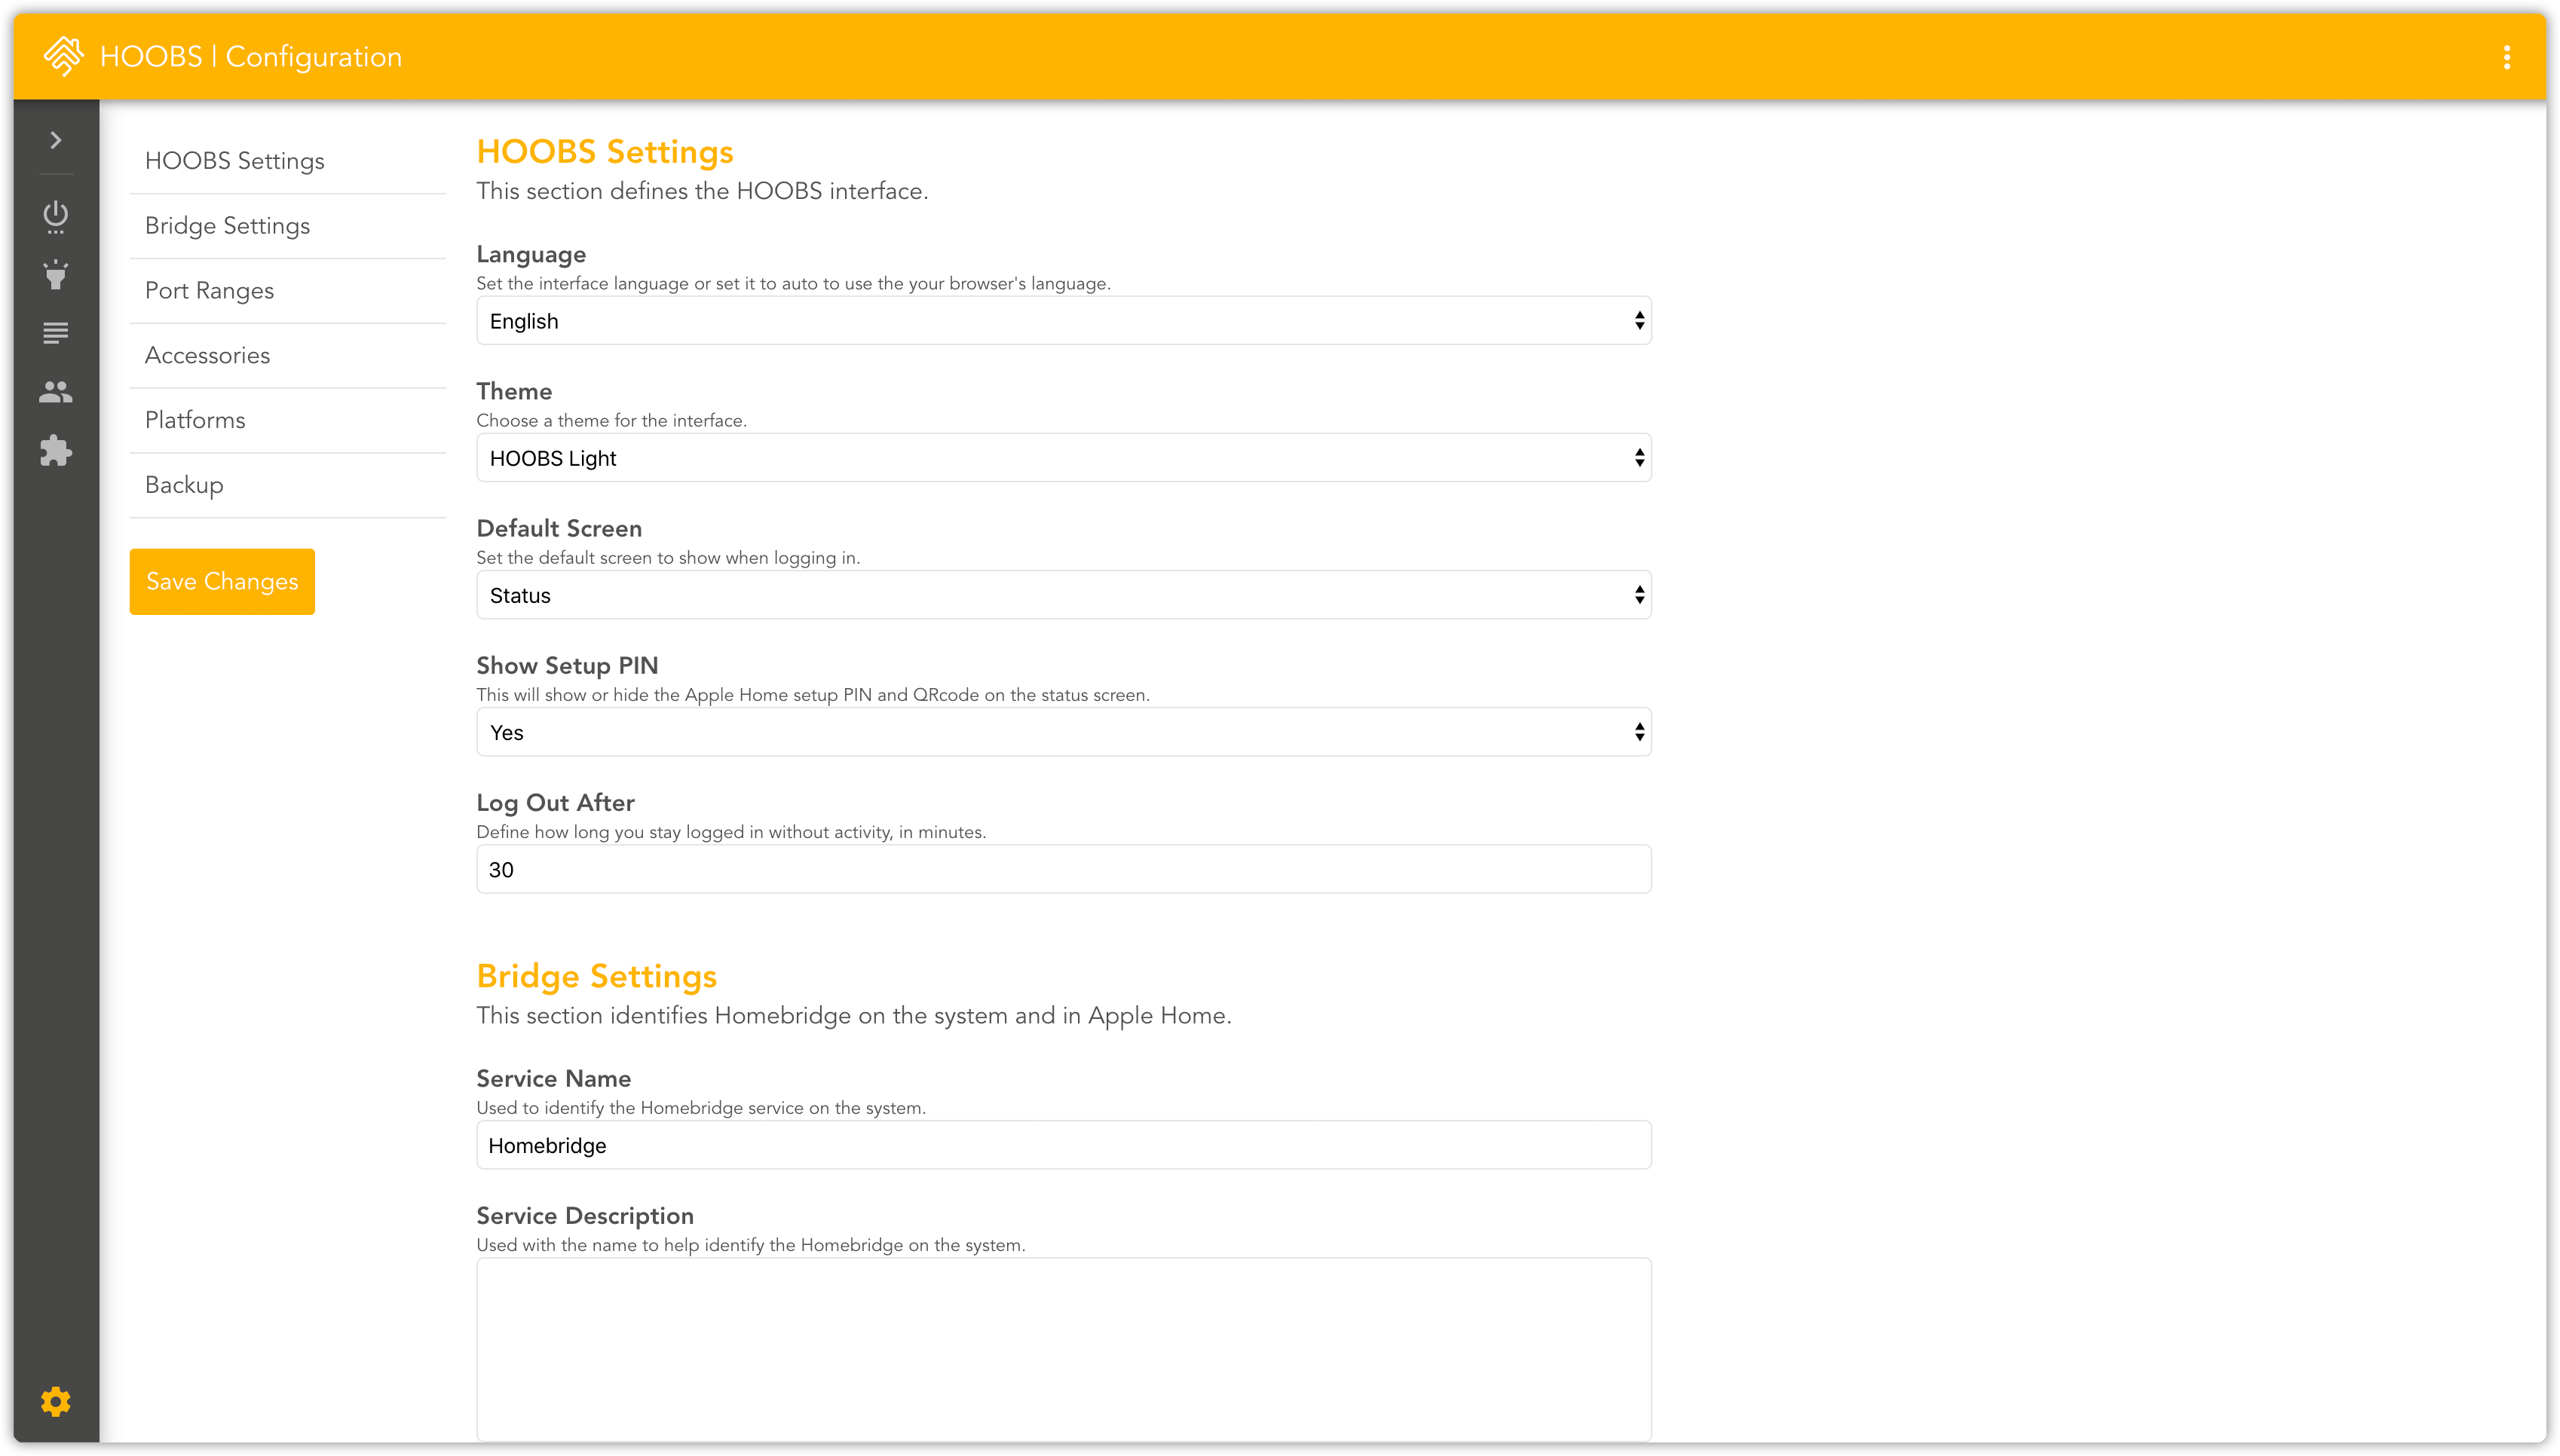 HOOBS | Configuration
HOOBS Settings
Bridge Settings
Port Ranges
Accessories
Platforms
Backup
Save Changes
HOOBS Settings
This section defines the HOOBS interface.
Language
Set the interface language or set it to auto to use the your browser's language.
English
Theme
Choose a theme for the interface.
HOOBS Light
Default Screen
Set the default screen to show when logging in.
Status
Show Setup PIN
This will show or hide the Apple Home setup PIN and QRcode on the status screen.
Yes
Log Out After
Define how long you stay logged in without activity, in minutes.
30
Bridge Settings
This section identifies Homebridge on the system and in Apple Home.
Service Name
Used to identify the Homebridge service on the system.
Homebridge
Service Description
Used with the name to help identify the Homebridge on the system.